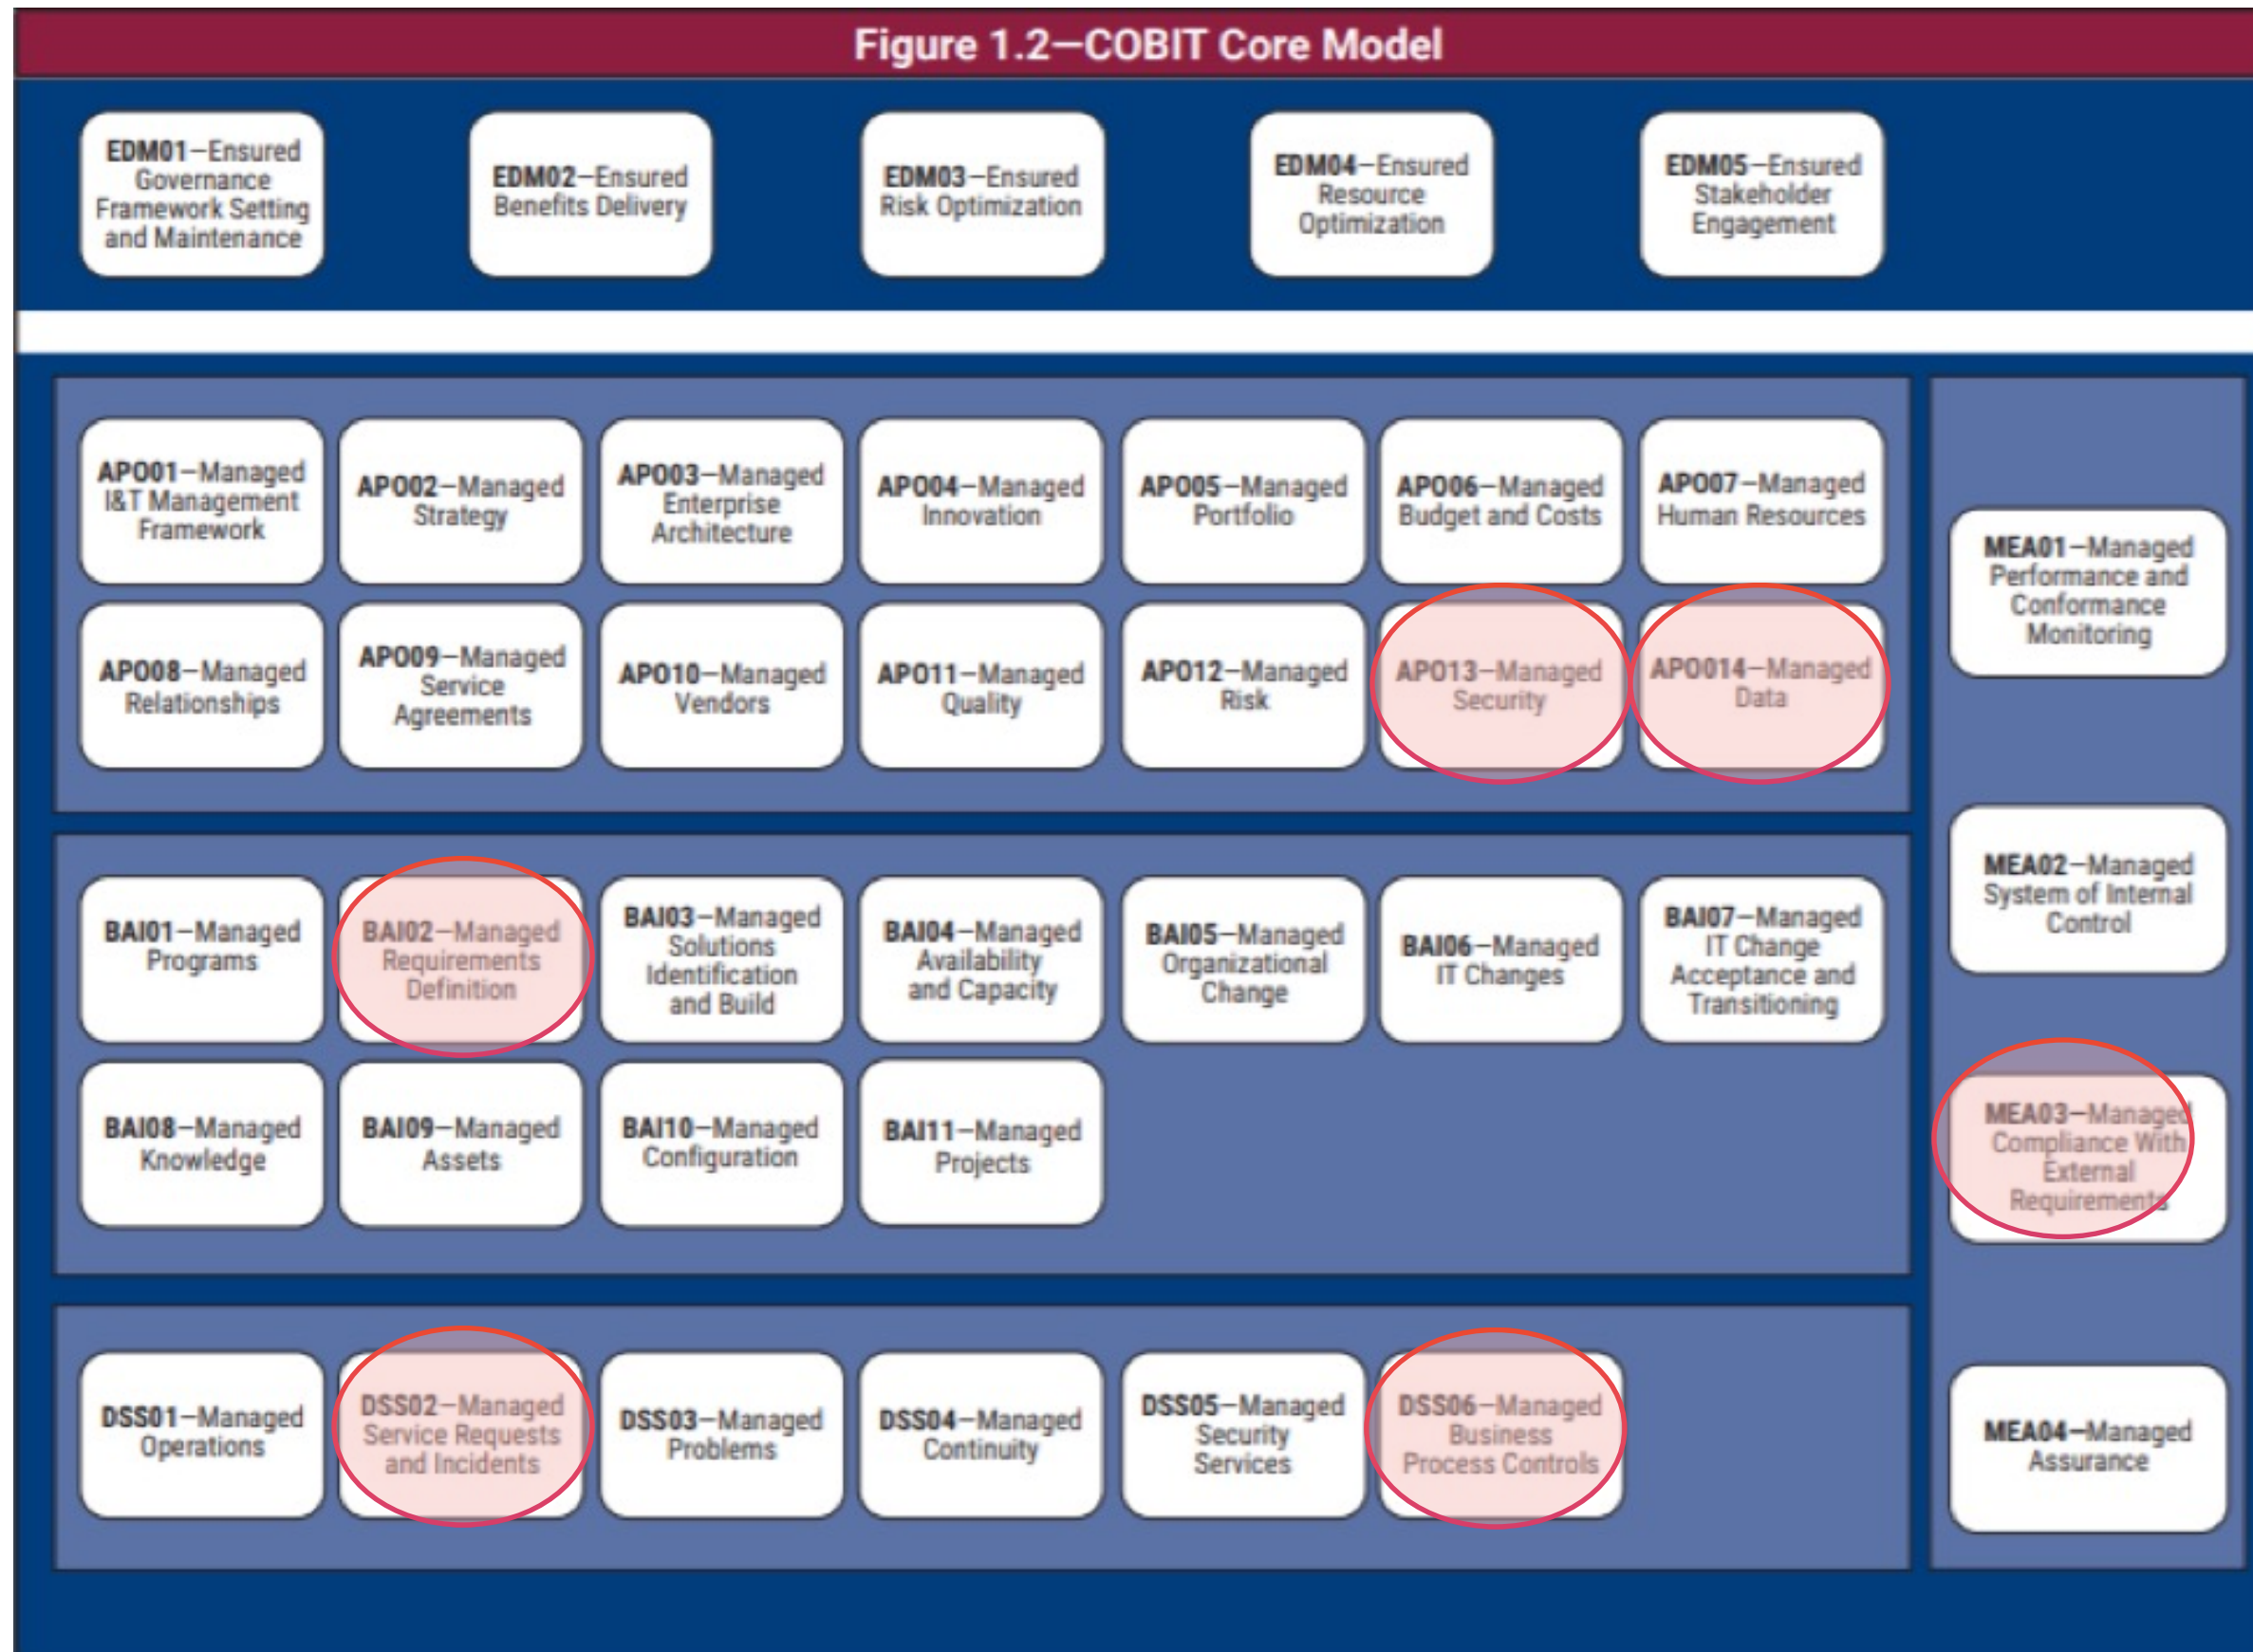 Figure 1.2—COBIT Core Model
EDM01—Ensured
Governance
Framework Setting
and Maintenance
EDM02—Ensured
Benefits Delivery
EDM03—Ensured
Risk Optimization
EDM04—Ensured
Resource
Optimization
EDM05—Ensured
Stakeholder
Engagement
APO01—Managed
I&T Management
Framework
APO02—Managed
Strategy
APO03—Managed
Enterprise
Architecture
APO04—Managed
Innovation
APO05—Managed
Portfolio
APO06—Managed
Budget and Costs
APO07—Managed
Human Resources
APO08—Managed
Relationships
APO09—Managed
Service
Agreements
APO10—Managed
Vendors
APO11—Managed
Quality
APO12—Managed
Risk
APO13—Managed
Security
APO014—Managed
Data
BAI01—Managed
Programs
BAI02—Managed
Requirements
Definition
BAI03—Managed
Solutions
Identification
and Build
BAI04—Managed
Availability
and Capacity
BAI05—Managed
Organizational
Change
BAI06—Managed
IT Changes
BAI07—Managed
IT Change
Acceptance and
Transitioning
BAI08—Managed
Knowledge
BAI09—Managed
Assets
BAI10—Managed
Configuration
BAI11—Managed
Projects
DSS01—Managed
Operations
DSS02—Managed
Service Requests
and Incidents
DSS03—Managed
Problems
DSS04—Managed
Continuity
DSS05—Managed
Security
Services
DSS06—Managed
Business
Process Controls
MEA01—Managed
Performance and
Conformance
Monitoring
MEA02—Managed
System of Internal
Control
MEA03—Managed
Compliance With
External
Requirements
MEA04—Managed
Assurance